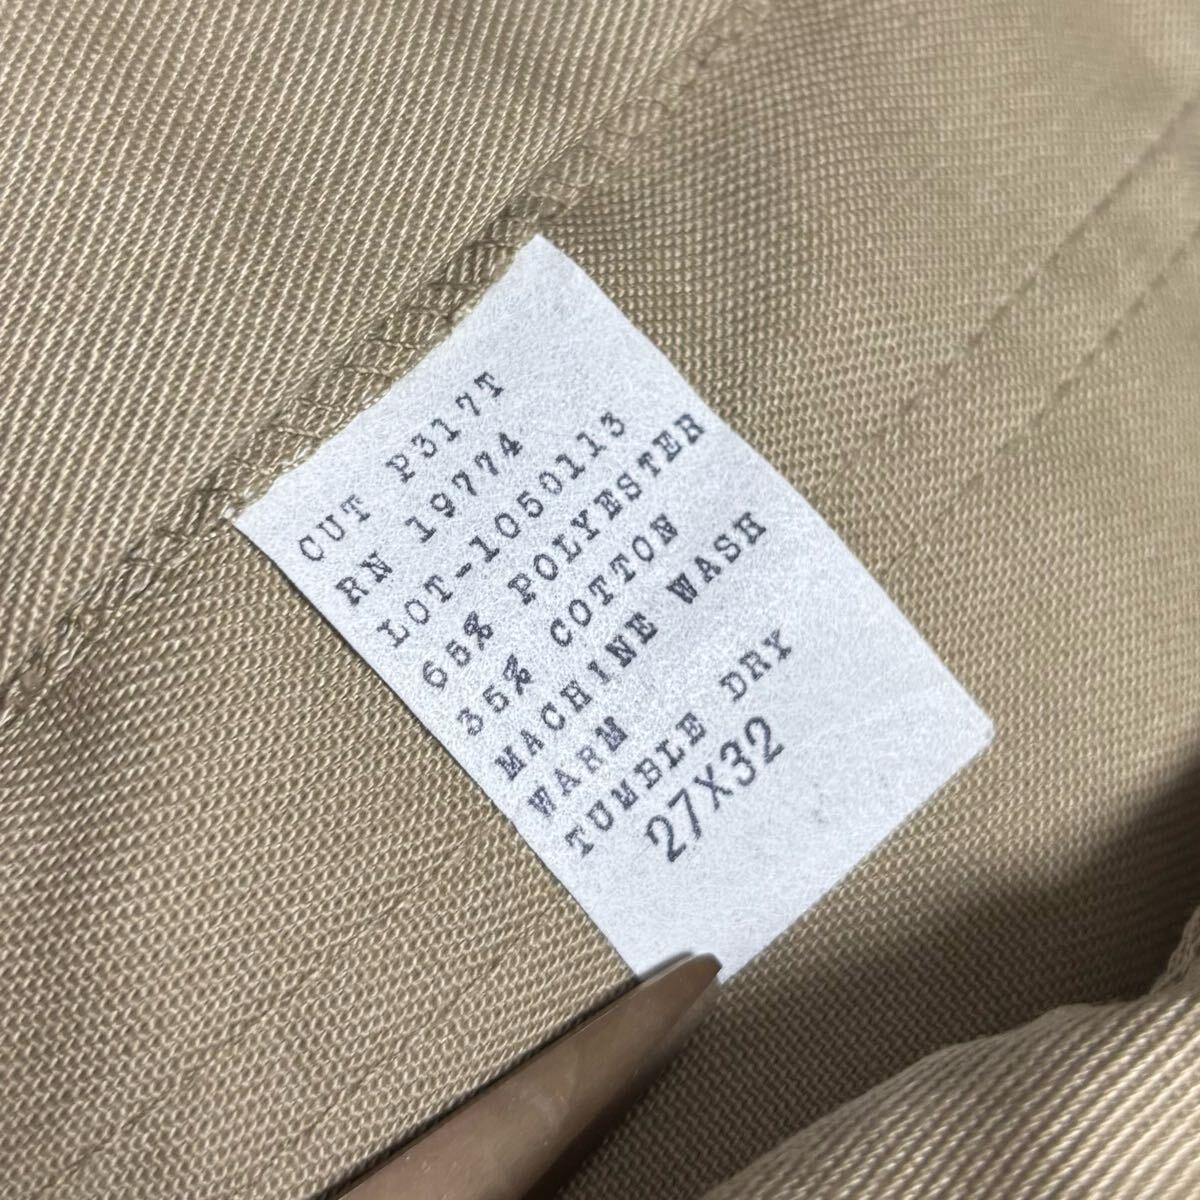 CUT P317T
RN 19774
LOT-1050113
65% POLYESTER
35% COTTON
MACHINE WASH
WARM
TUMBLE DRY
27X32